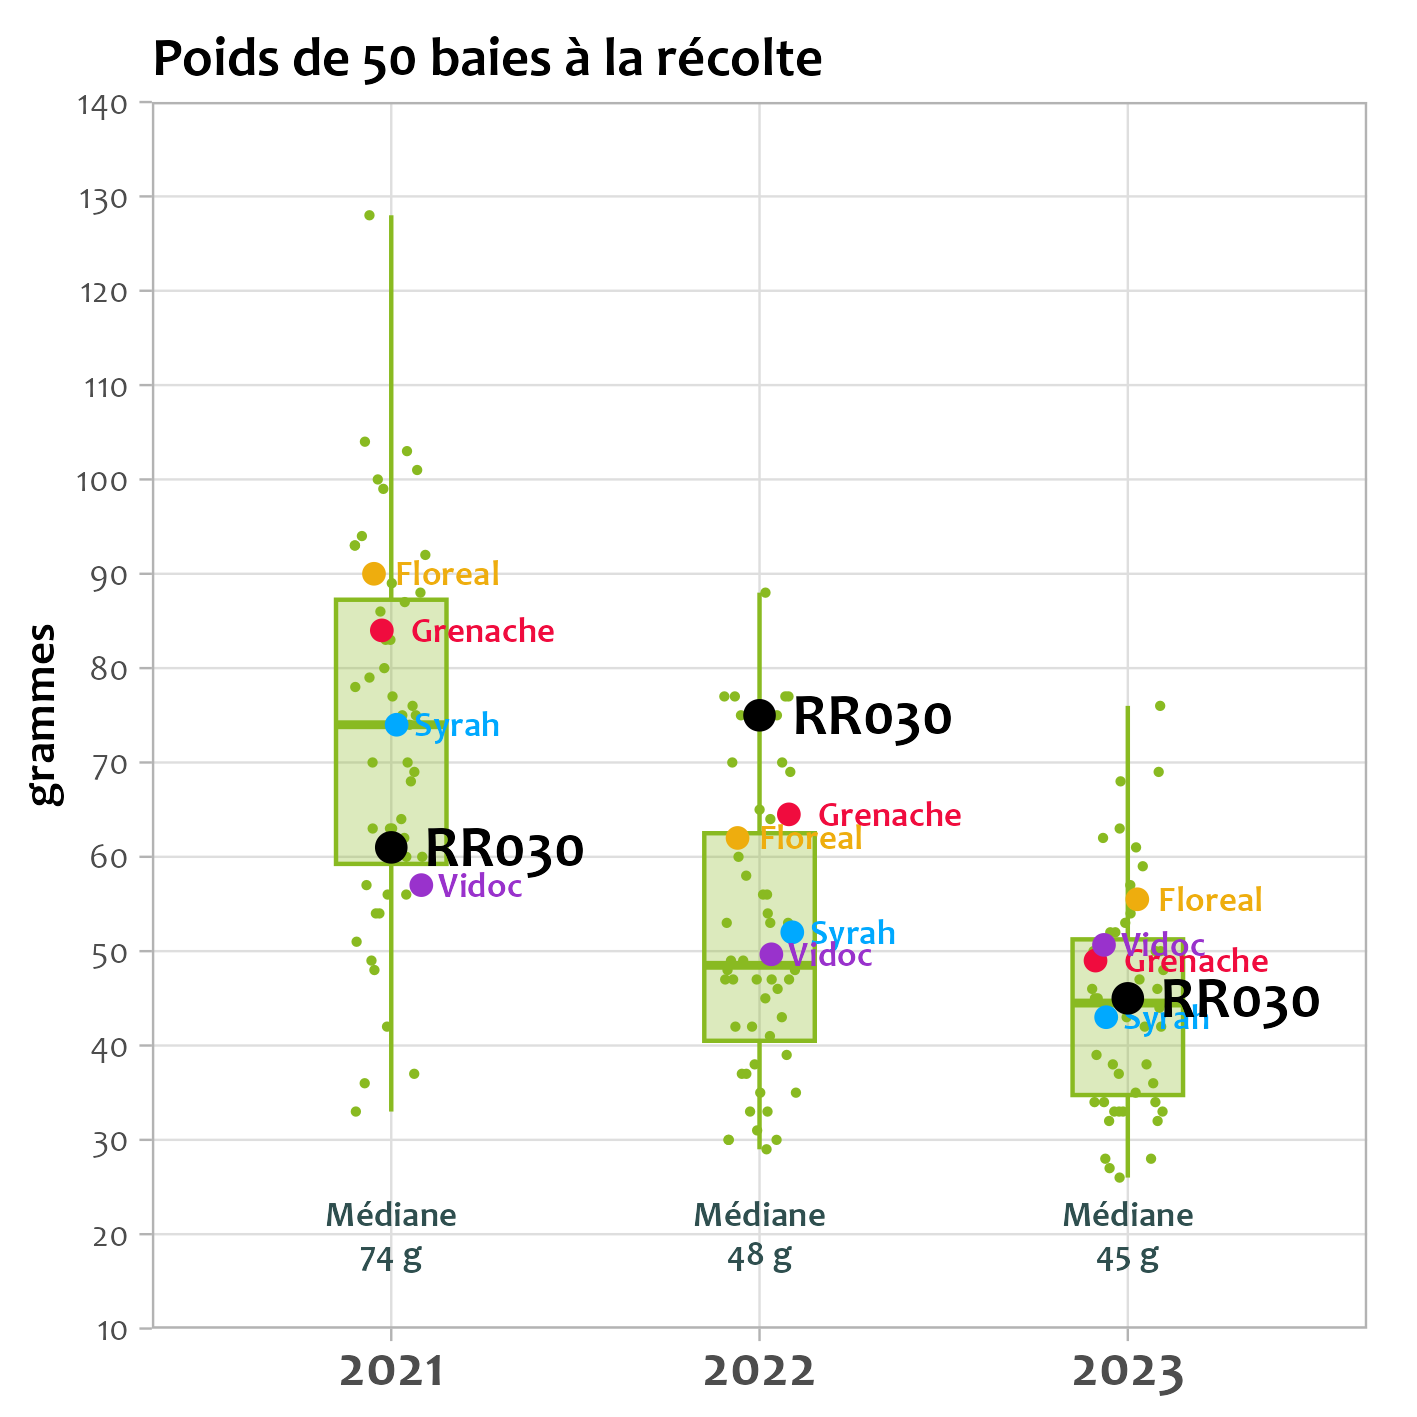 Poids de 50 baies à la récolte
grammes
140
130
120
110
100
90
80
70
60
50
40
30
20
10
Floreal
Grenache
Syrah
RR030
Vidoc
Médiane
74 g
RR030
Grenache
Floreal
Syrah
Vidoc
Médiane
48 g
Floreal
Vidoc
Grenache
RR030
Syrah
Médiane
45 g
2021
2022
2023